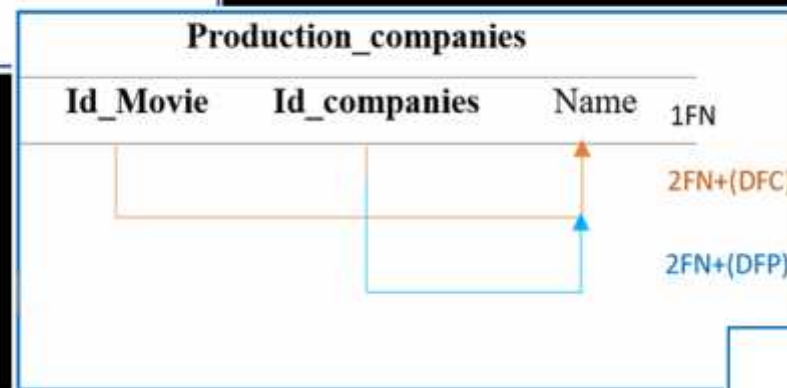 Production_companies
Id_Movie Id_companies Name 1FN
2FN+(DFC)
2FN+(DFP)